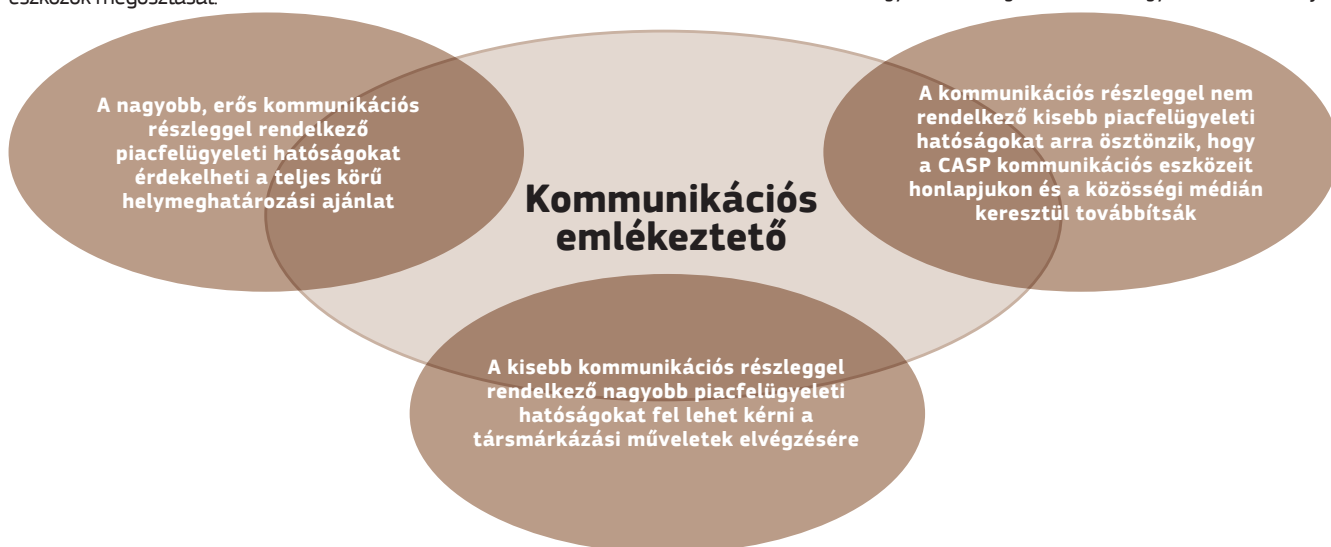 eszközök megosztását.
A nagyobb, erős kommunikációs
részleggel rendelkező
piacfelügyeleti hatóságokat
érdekelheti a teljes körű
helymeghatározási ajánlat
Kommunikációs
emlékeztető
A kommunikációs részleggel nem
rendelkező kisebb piacfelügyeleti
hatóságokat arra ösztönzik, hogy
a CASP kommunikációs eszközeit
honlapjukon és a közösségi médián
keresztül továbbítsák
A kisebb kommunikációs részleggel
rendelkező nagyobb piacfelügyeleti
hatóságokat fel lehet kérni a
társmárkázási műveletek elvégzésére